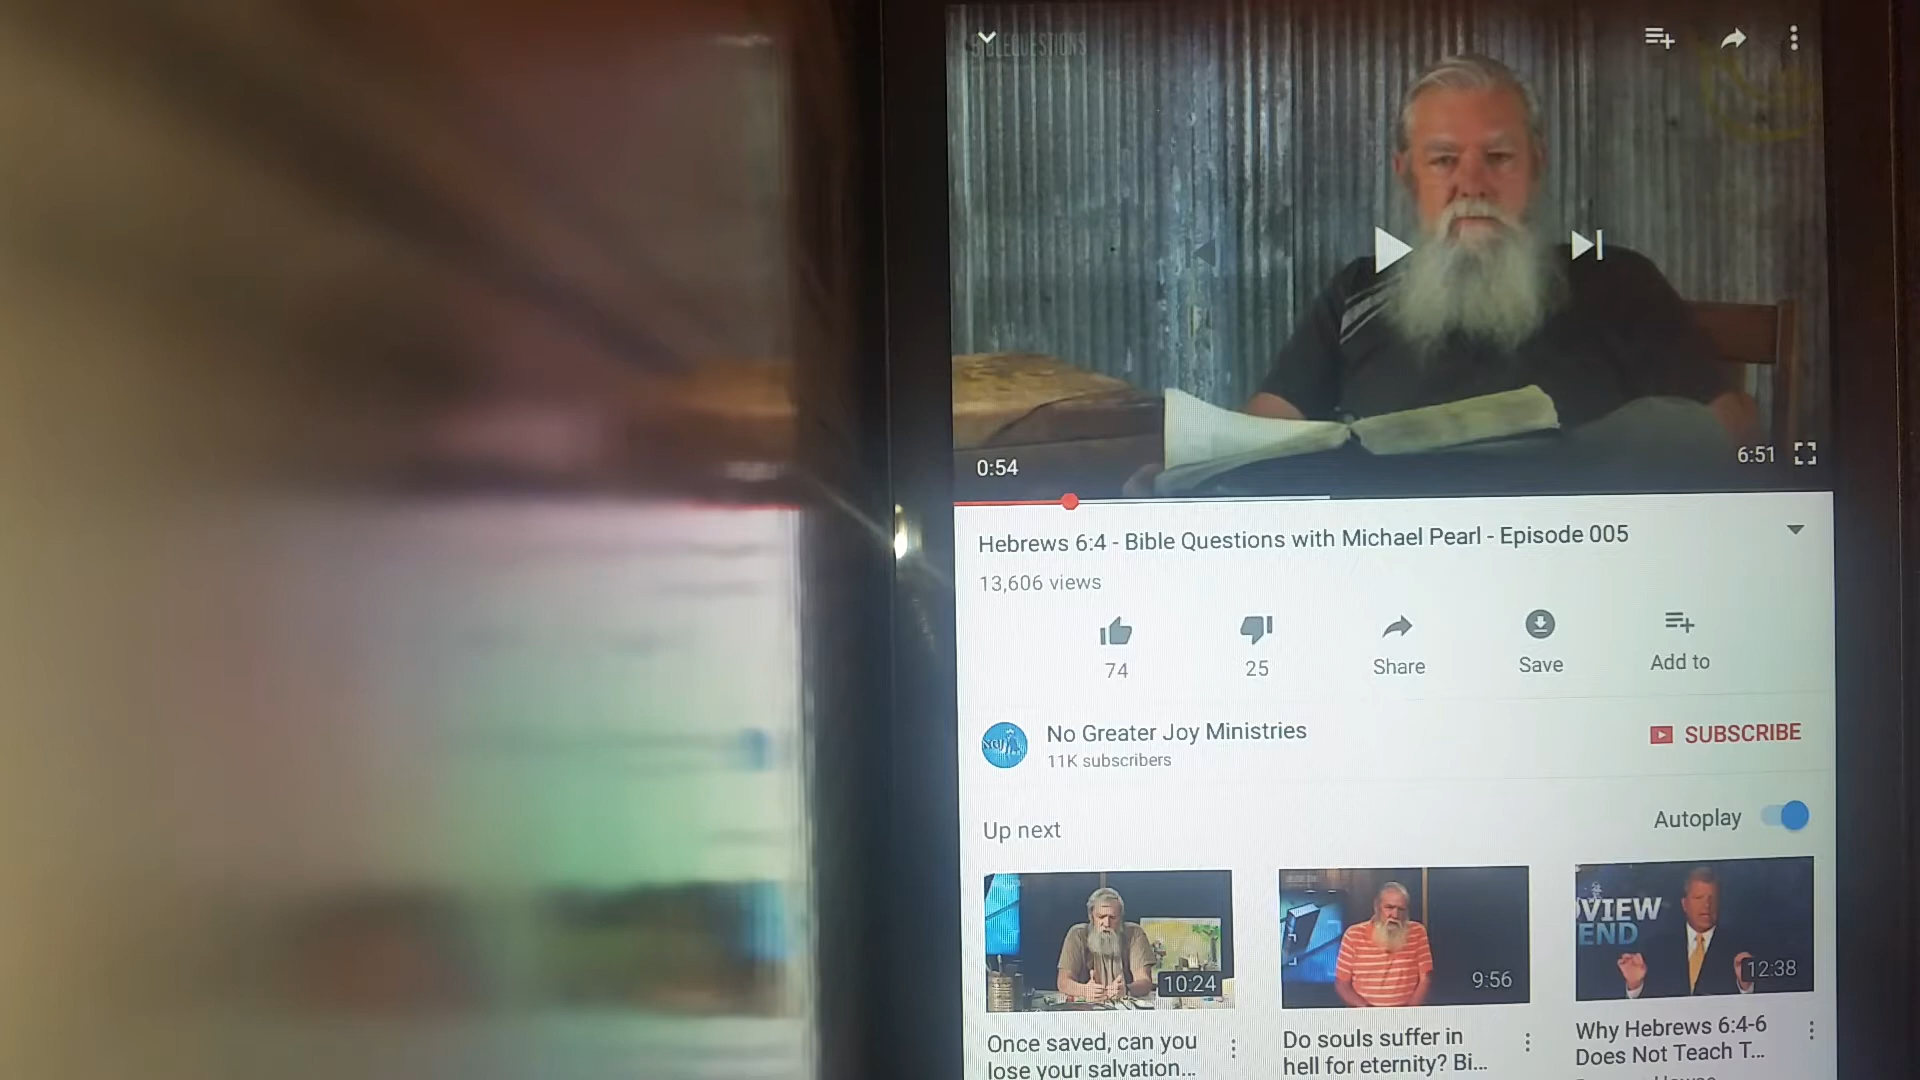 BIBLEQUESTIONS
0:54
6:51
Hebrews 6:4 - Bible Questions with Michael Pearl - Episode 005
13,606 views
74
25
Share
Save
Add to
No Greater Joy Ministries
11K subscribers
SUBSCRIBE
Up next
Autoplay
10:24
9:56
VIEW
END
12:38
Once saved, can you
lose your salvation...
Do souls suffer in
hell for eternity? Bi...
Why Hebrews 6:4-6
Does Not Teach T...